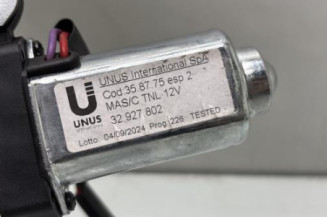 UNUS International SpA
Cod.35.87.75 esp 2
MAS/C TNL 12V
32.927.802
UNUS
Lotto: 04/09/2024 Prog: 226 TESTED